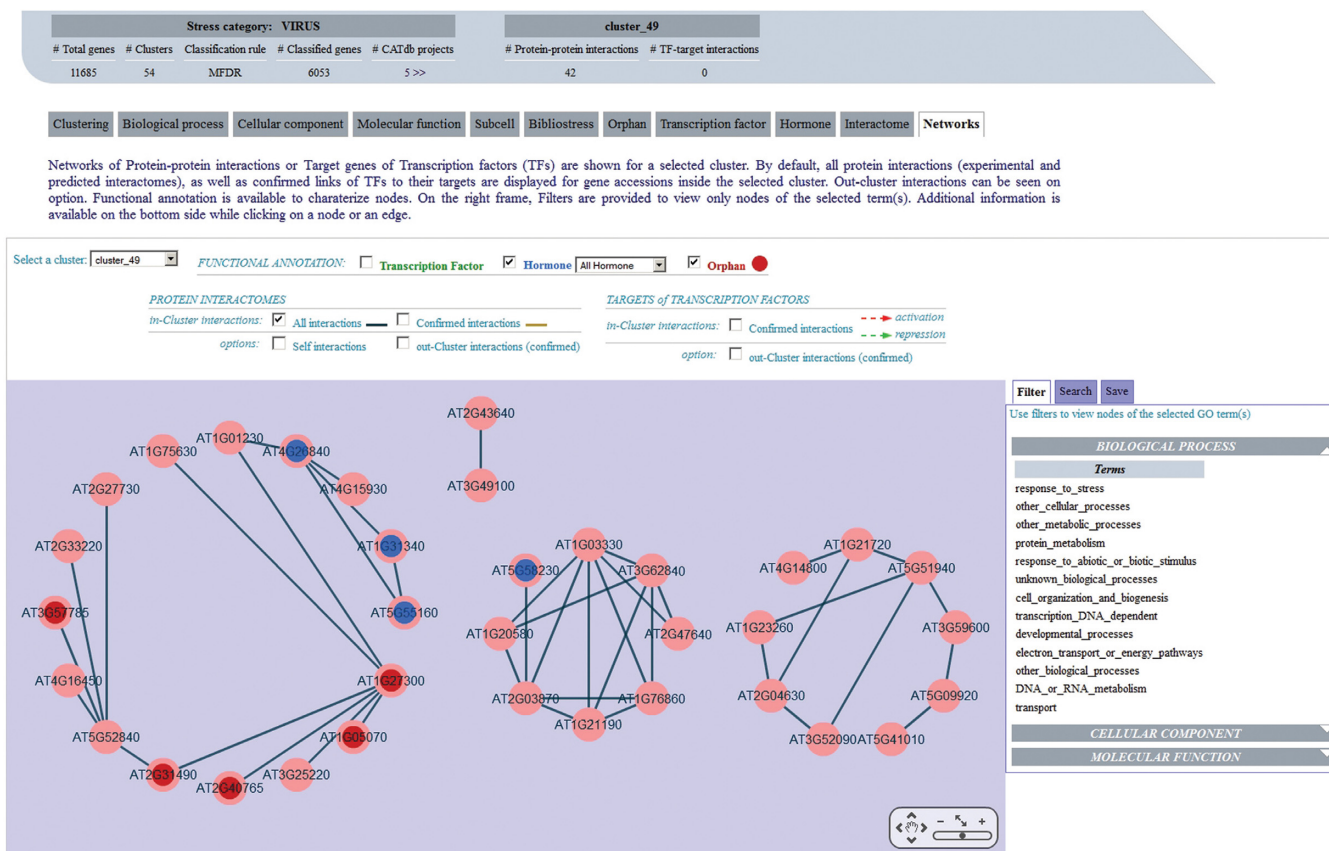 Stress category: VIRUS
cluster_49
# Total genes # Clusters Classification rule # Classified genes # CATdb projects
# Protein-protein interactions # TF-target interactions
11685 54 MFDR 6053 5 >>
42 0
Clustering Biological process Cellular component Molecular function Subcell Bibliostress Orphan Transcription factor Hormone Interactome Networks
Networks of Protein-protein interactions or Target genes of Transcription factors (TFs) are shown for a selected cluster. By default, all protein interactions (experimental and
predicted interactomes), as well as confirmed links of TFs to their targets are displayed for gene accessions inside the selected cluster. Out-cluster interactions can be seen on
option. Functional annotation is available to charaterize nodes. On the right frame, Filters are provided to view only nodes of the selected term(s). Additional information is
available on the bottom side while clicking on a node or an edge.
Select a cluster: cluster_49 FUNCTIONAL ANNOTATION: Transcription Factor Hormone All Hormone Orphan
PROTEIN INTERACTOMES
in-Cluster interactions: All interactions Confirmed interactions
options: Self interactions out-Cluster interactions (confirmed)
TARGETS of TRANSCRIPTION FACTORS
in-Cluster interactions: Confirmed interactions activation
repression
option: out-Cluster interactions (confirmed)
AT1G01230
AT1G75630
AT4G26840
AT2G27730
AT4G15930
AT2G33220
AT1G31340
AT3G57785
AT5G55160
AT4G16450
AT1G27300
AT5G52840
AT1G05070
AT2G31490
AT3G25220
AT2G40765
AT2G43640
AT3G49100
AT1G03330
AT5G58230
AT3G62840
AT1G20580
AT2G47640
AT2G03870
AT1G76860
AT1G21190
AT1G21720
AT4G14800
AT5G51940
AT1G23260
AT3G59600
AT2G04630
AT5G09920
AT3G52090
AT5G41010
Filter Search Save
Use filters to view nodes of the selected GO term(s)
BIOLOGICAL PROCESS
Terms
response_to_stress
other_cellular_processes
other_metabolic_processes
protein_metabolism
response_to_abiotic_or_biotic_stimulus
unknown_biological_processes
cell_organization_and_biogenesis
transcription_DNA_dependent
developmental_processes
electron_transport_or_energy_pathways
other_biological_processes
DNA_or_RNA_metabolism
transport
CELLULAR COMPONENT
MOLECULAR FUNCTION